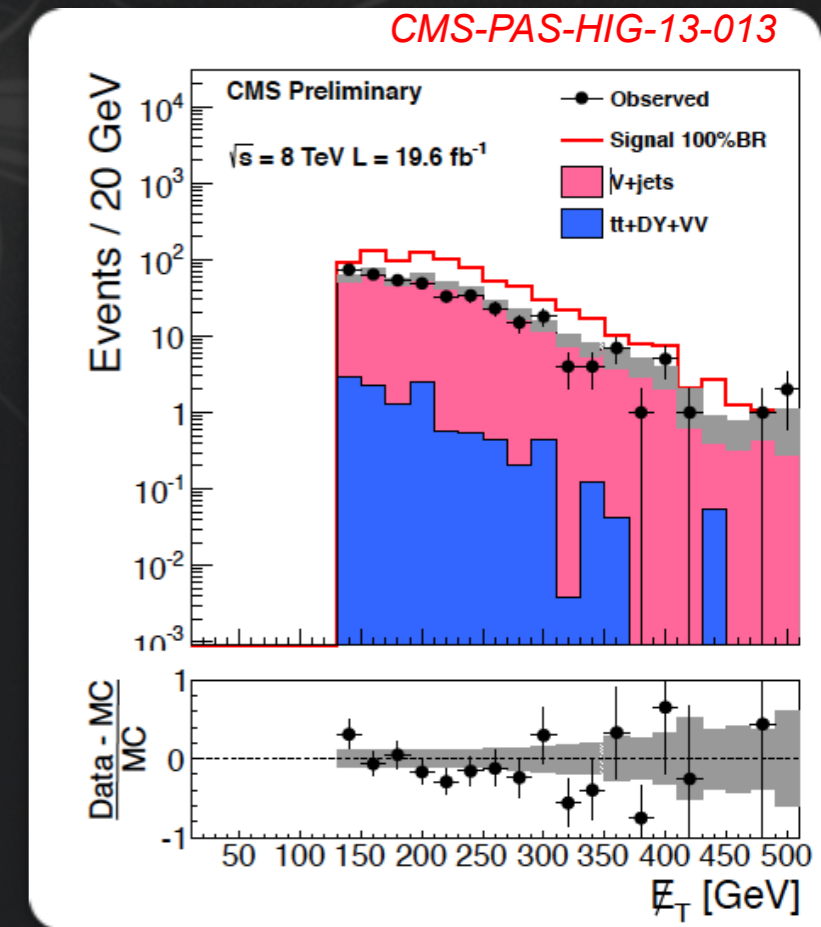 CMS-PAS-HIG-13-013
CMS Preliminary
√s = 8 TeV L = 19.6 fb⁻¹
Observed
Signal 100%BR
V+jets
tt+DY+VV
Events / 20 GeV
10⁴
10³
10²
10
1
10⁻¹
10⁻²
10⁻³
Data - MC
MC
1
0
-1
50 100 150 200 250 300 350 400 450 500
E̸_T [GeV]